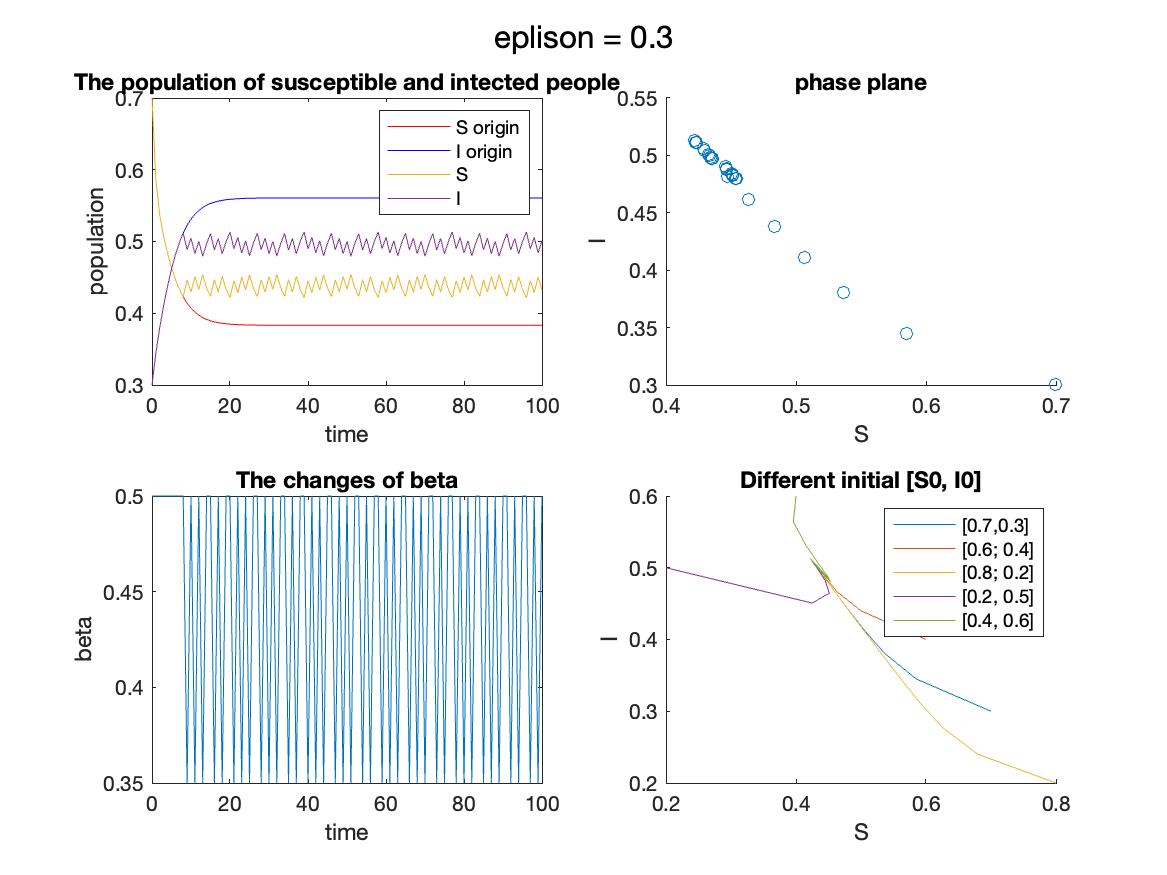 eplison = 0.3
The population of susceptible and intected people
0.7
0.6
0.5
0.4
0.3
population
0 20 40 60 80 100
time
S origin
I origin
S
I
phase plane
0.55
0.5
0.45
0.4
0.35
0.3
I
0.4 0.5 0.6 0.7
S
The changes of beta
0.5
0.45
0.4
0.35
beta
0 20 40 60 80 100
time
Different initial [S0, I0]
0.6
0.5
0.4
0.3
0.2
I
0.2 0.4 0.6 0.8
S
[0.7,0.3]
[0.6; 0.4]
[0.8; 0.2]
[0.2, 0.5]
[0.4, 0.6]